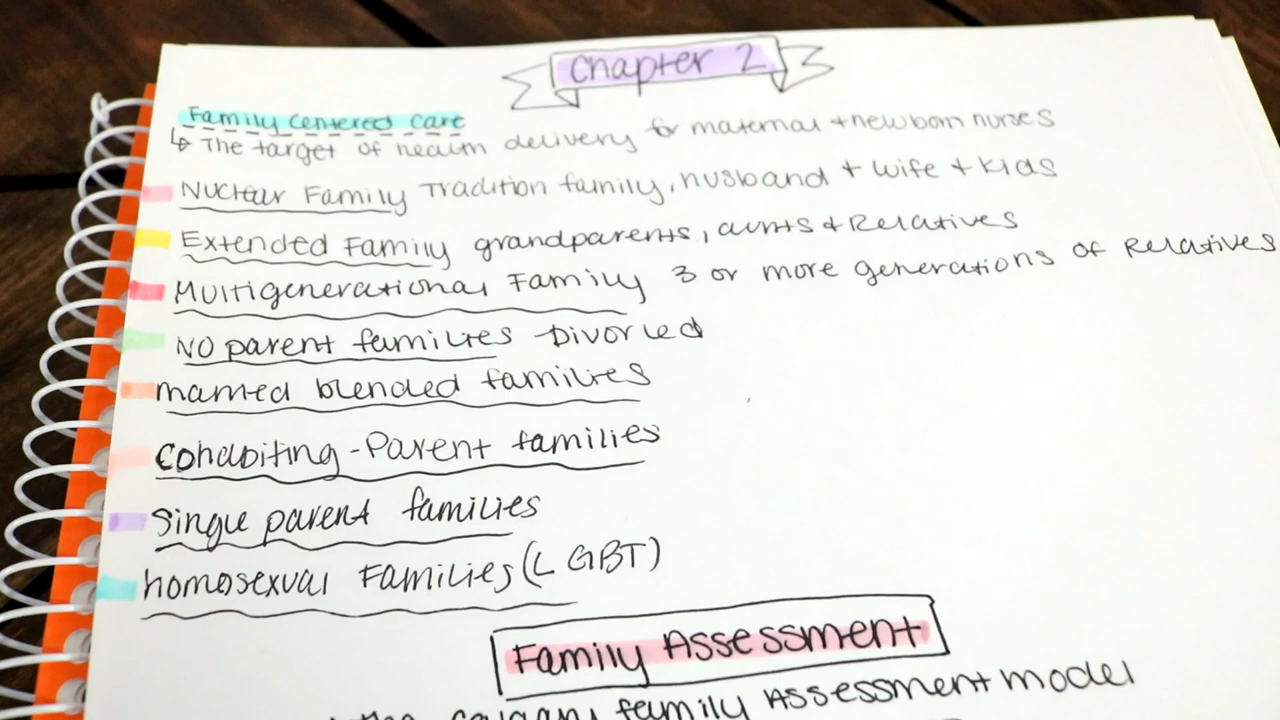 Chapter 2
Family Centered care
↳ The target of health delivery for maternal + newborn nurses
Nuclear Family Tradition family, husband + wife + kids
Extended Family grandparents, aunts & Relatives
Multigenerational Family 3 or more generations of Relatives
NO parent families - Divorced
married blended families
cohabiting-Parent families
Single parent families
homosexual Families (LGBT)
Family Assessment
family Assessment model